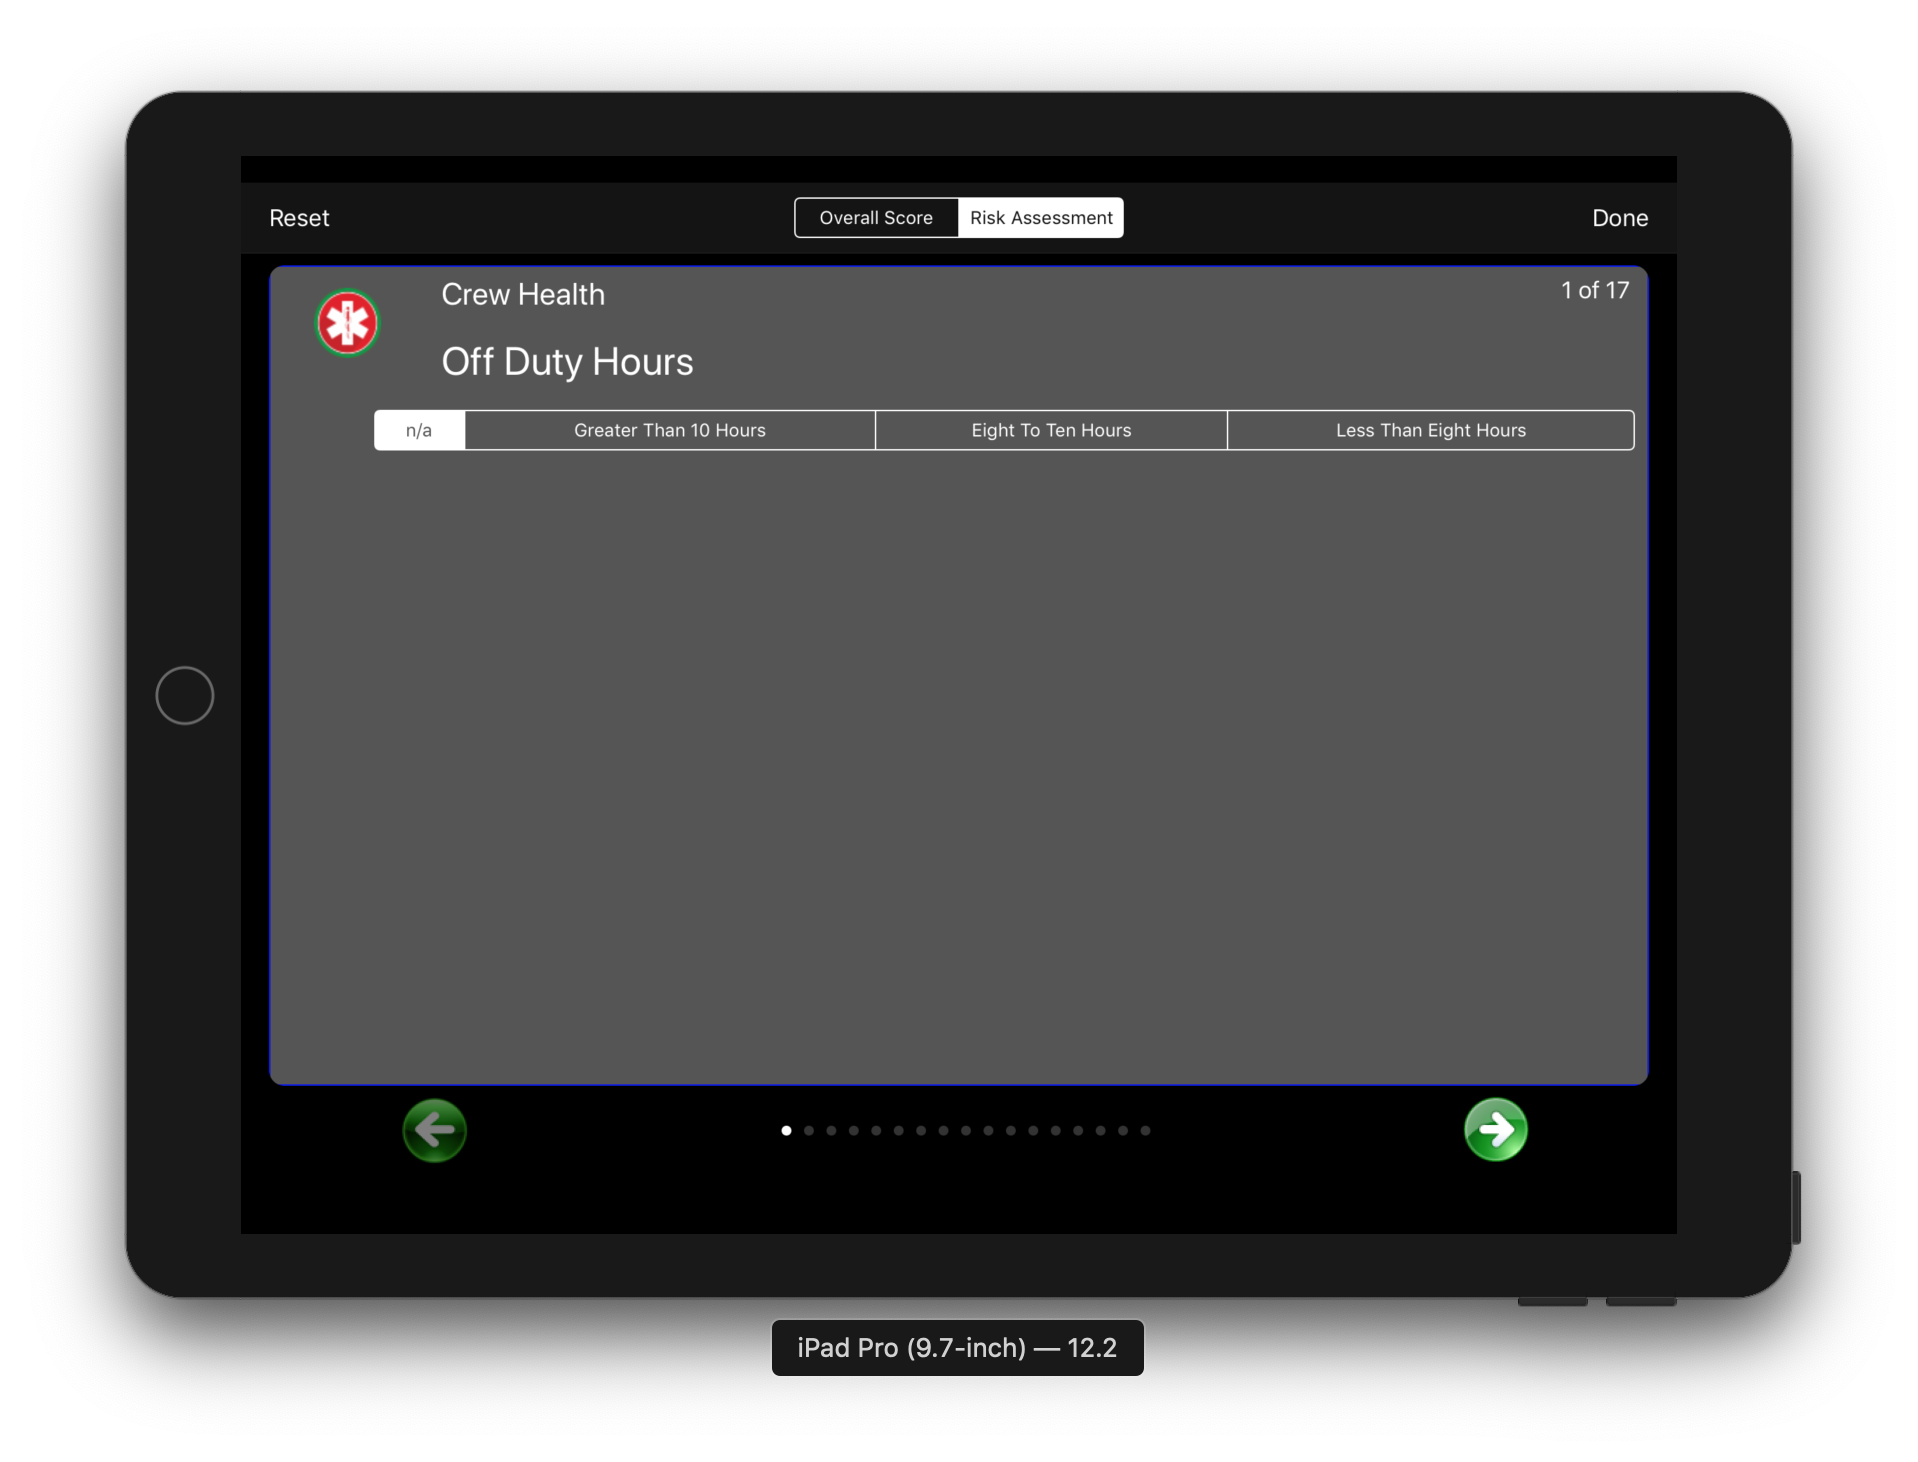 Reset
Overall Score
Risk Assessment
Done
Crew Health
1 of 17
Off Duty Hours
n/a
Greater Than 10 Hours
Eight To Ten Hours
Less Than Eight Hours
iPad Pro (9.7-inch) — 12.2